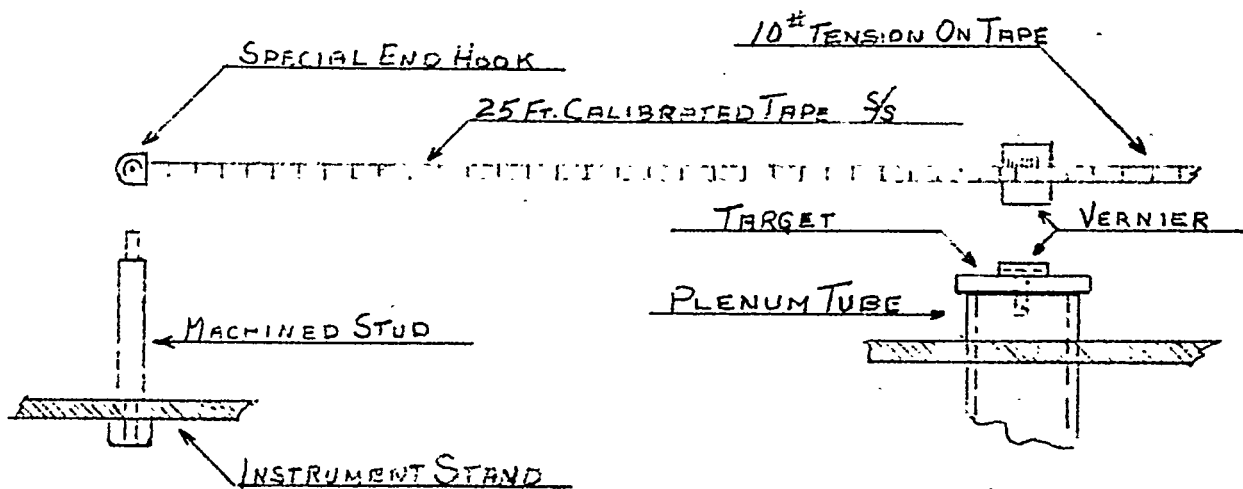 10# TENSION ON TAPE
SPECIAL END HOOK
25 FT. CALIBRATED TAPE S/S
TARGET
VERNIER
PLENUM TUBE
MACHINED STUD
INSTRUMENT STAND